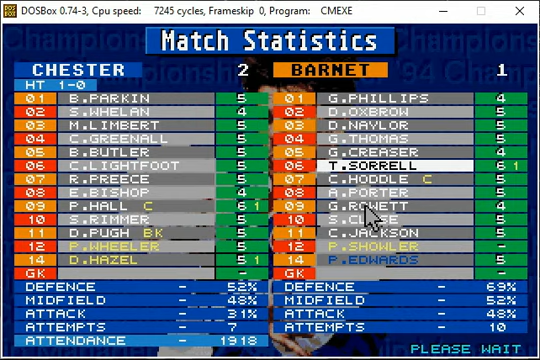 DOSBox 0.74-3, Cpu speed: 7245 cycles, Frameskip 0, Program: CMEXE
Match Statistics
CHESTER 2 BARNET 1
HT 1-0
01 B.PARKIN 5 01 G.PHILLIPS 4
02 S.WHELAN 4 02 D.OXBROW 5
03 M.LIMBERT 5 03 D.NAYLOR 5
04 C.GREENALL 5 04 G.THOMAS 5
05 B.BUTLER 5 05 G.CREASER 4
06 C.LIGHTFOOT 5 06 T.SORRELL 6 1
07 R.PREECE 5 07 C.HODDLE C 5
08 E.BISHOP 4 08 A.PORTER 5
09 P.HALL C 6 1 09 G.ROWETT 4
10 S.RIMMER 5 10 S. 5
11 D.PUGH BK 5 11 C.JACKSON 5
12 P.WHEELER - 12 P.SHOWLER -
14 D.HAZEL 5 1 14 P.EDWARDS -
GK - GK -
DEFENCE - 52% DEFENCE - 69%
MIDFIELD - 48% MIDFIELD - 52%
ATTACK - 31% ATTACK - 48%
ATTEMPTS - 7 ATTEMPTS - 10
ATTENDANCE - 1918
PLEASE WAIT